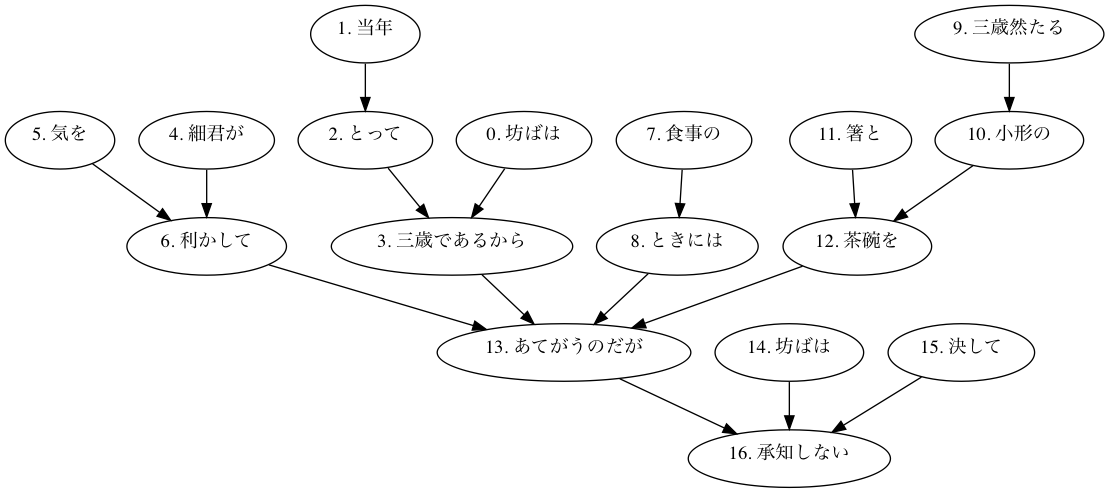 1. 当年
9. 三歳然たる
5. 気を
4. 細君が
2. とって
0. 坊ばは
7. 食事の
11. 箸と
10. 小形の
6. 利かして
3. 三歳であるから
8. ときには
12. 茶碗を
13. あてがうのだが
14. 坊ばは
15. 決して
16. 承知しない